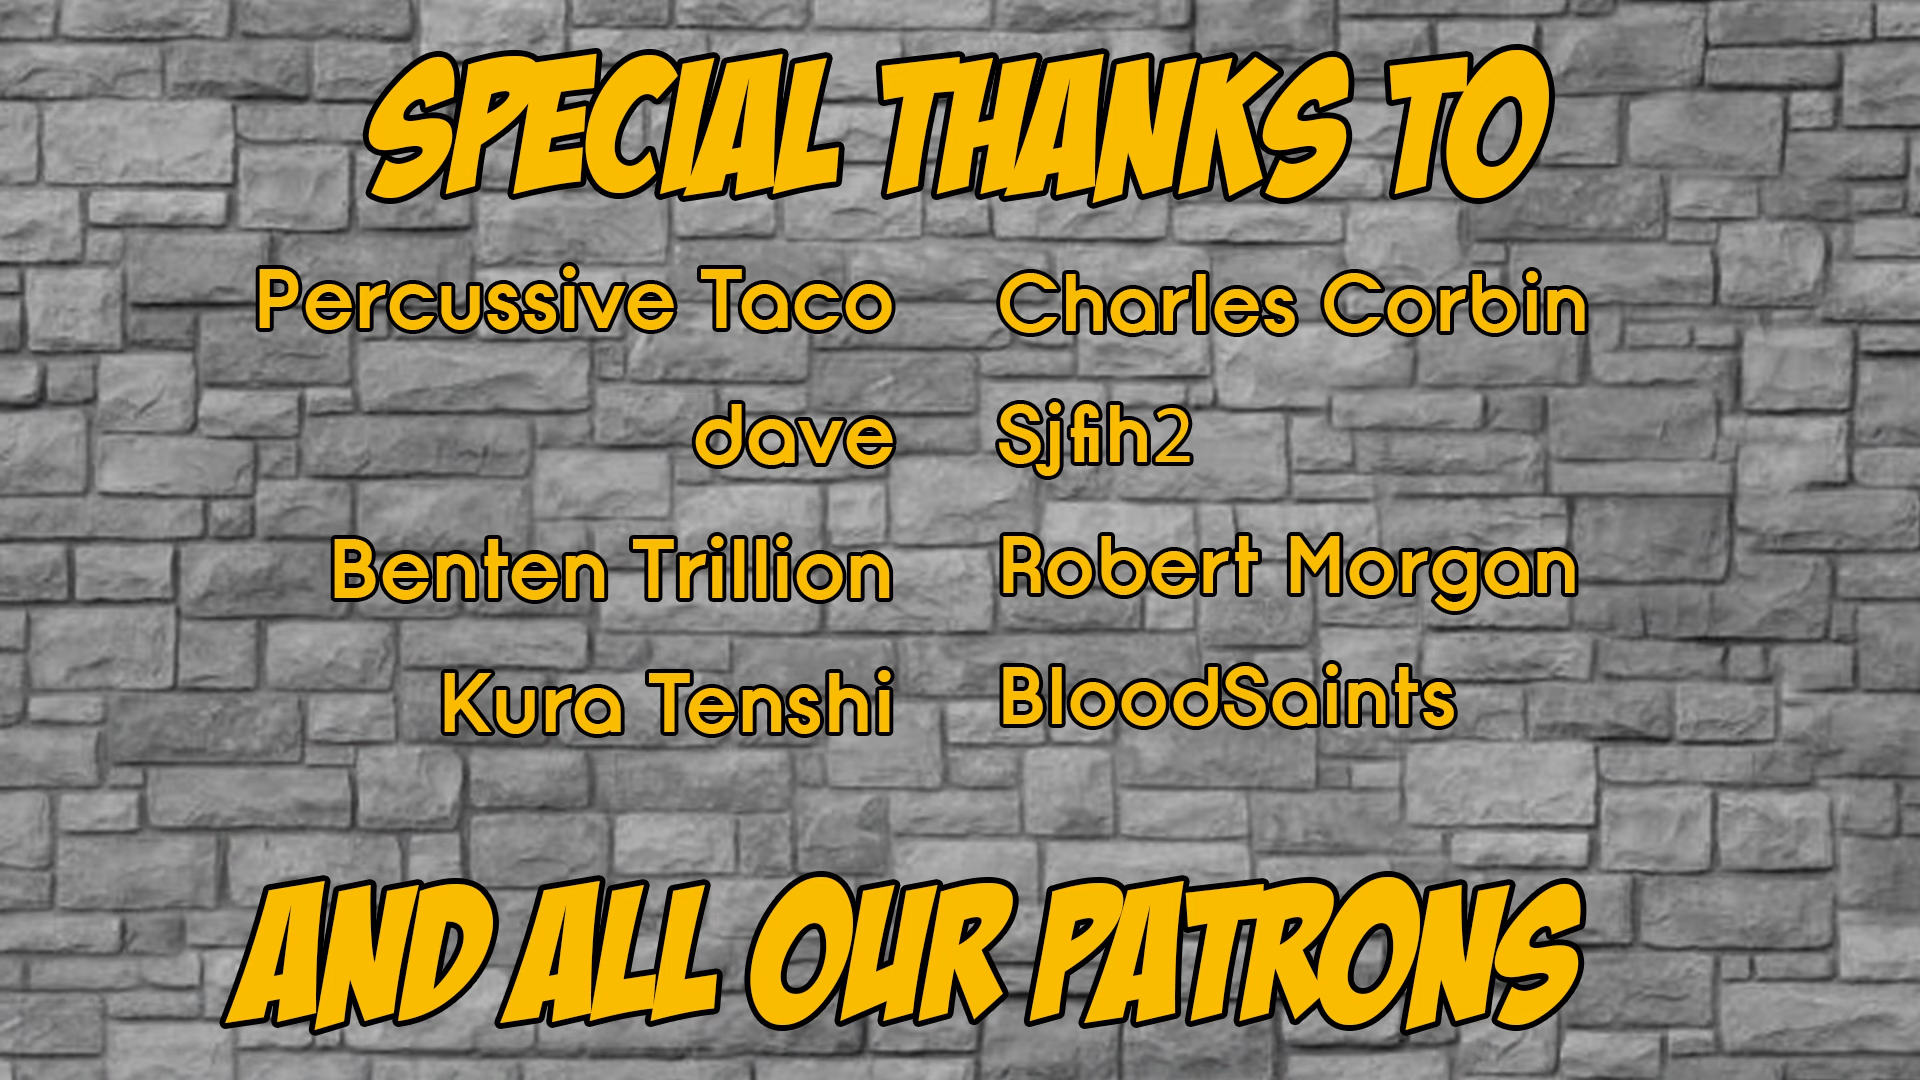 SPECIAL THANKS TO
Percussive Taco
Charles Corbin
dave
Sjfih2
Benten Trillion
Robert Morgan
Kura Tenshi
BloodSaints
AND ALL OUR PATRONS